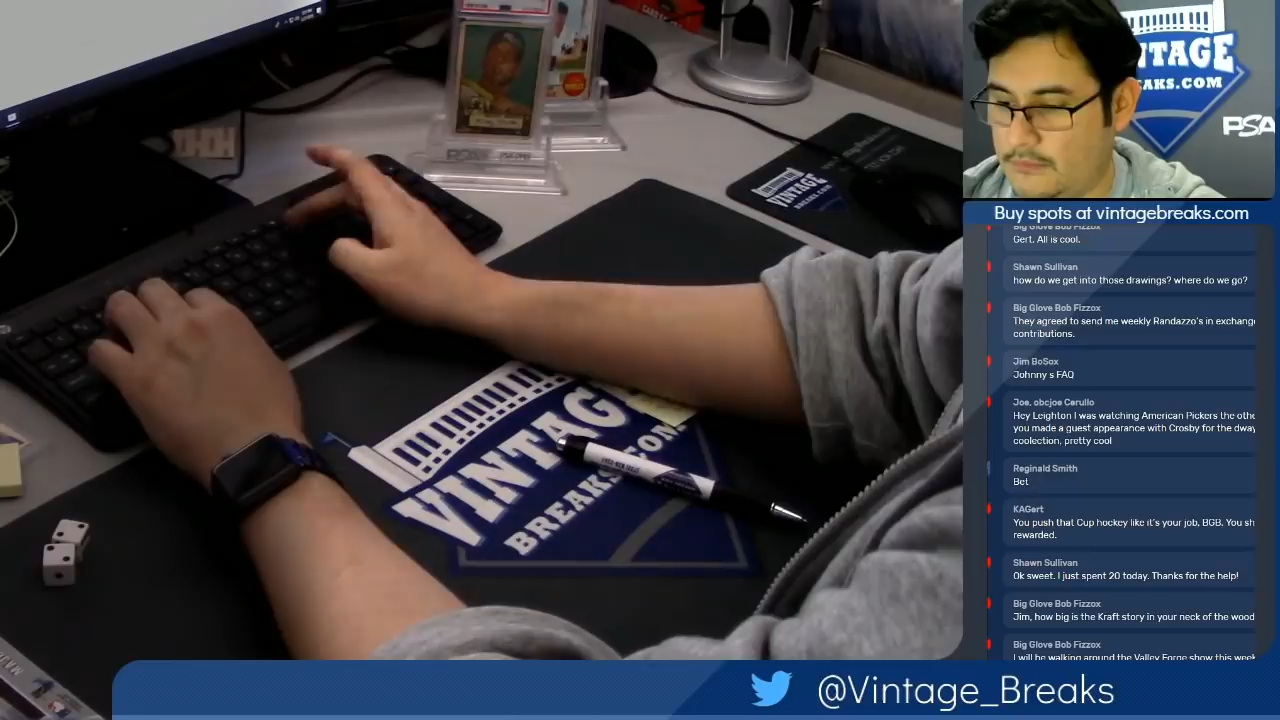 VINTAGE
BREAKS.COM
PSA
VINTAGE
BREAKS.COM
VINTAGE
AKS.COM
PSA
Buy spots at vintagebreaks.com
Big Glove Bob Fizzox
Gert. All is cool.
Shawn Sullivan
how do we get into those drawings? where do we go?
Big Glove Bob Fizzox
They agreed to send me weekly Randazzo's in exchang
contributions.
Jim BoSox
Johnny s FAQ
Joe, obcjoe Cerullo
Hey Leighton I was watching American Pickers the othe
you made a guest appearance with Crosby for the dway
coolection, pretty cool
Reginald Smith
Bet
KAGert
You push that Cup hockey like it's your job, BGB. You sh
rewarded.
Shawn Sullivan
Ok sweet. I just spent 20 today. Thanks for the help!
Big Glove Bob Fizzox
Jim, how big is the Kraft story in your neck of the wood
Big Glove Bob Fizzox
I will be walking around the Valley Forge show this week
@Vintage_Breaks